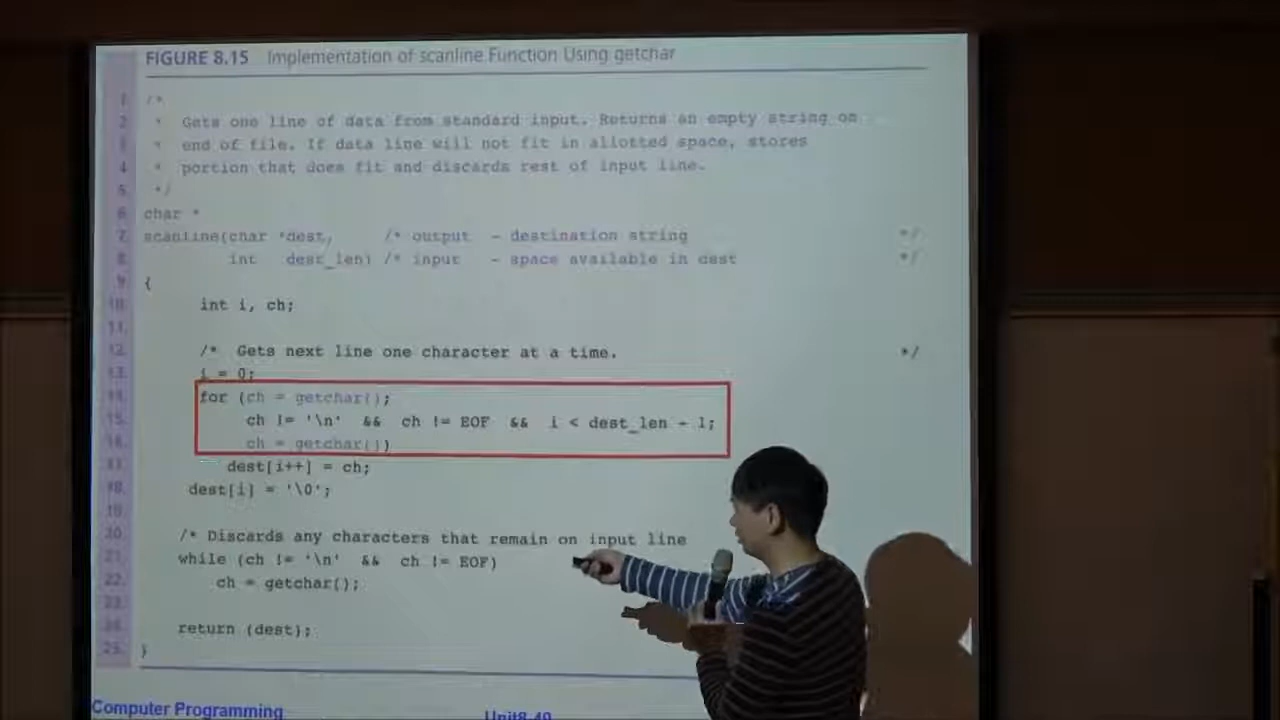 FIGURE 8.15 Implementation of scanline Function Using getchar
1. /*
2. * Gets one line of data from standard input. Returns an empty string on
3. * end of file. If data line will not fit in allotted space, stores
4. * portion that does fit and discards rest of input line.
5. */
6. char *
7. scanline(char *dest, /* output - destination string */
8. int dest_len) /* input - space available in dest */
9. {
10. int i, ch;
11.
12. /* Gets next line one character at a time. */
13. i = 0;
14. for (ch = getchar();
15. ch != '\n' && ch != EOF && i < dest_len - 1;
16. ch = getchar())
17. dest[i++] = ch;
18. dest[i] = '\0';
19.
20. /* Discards any characters that remain on input line
21. while (ch != '\n' && ch != EOF)
22. ch = getchar();
23.
24. return (dest);
25. }
Computer Programming Unit8-49